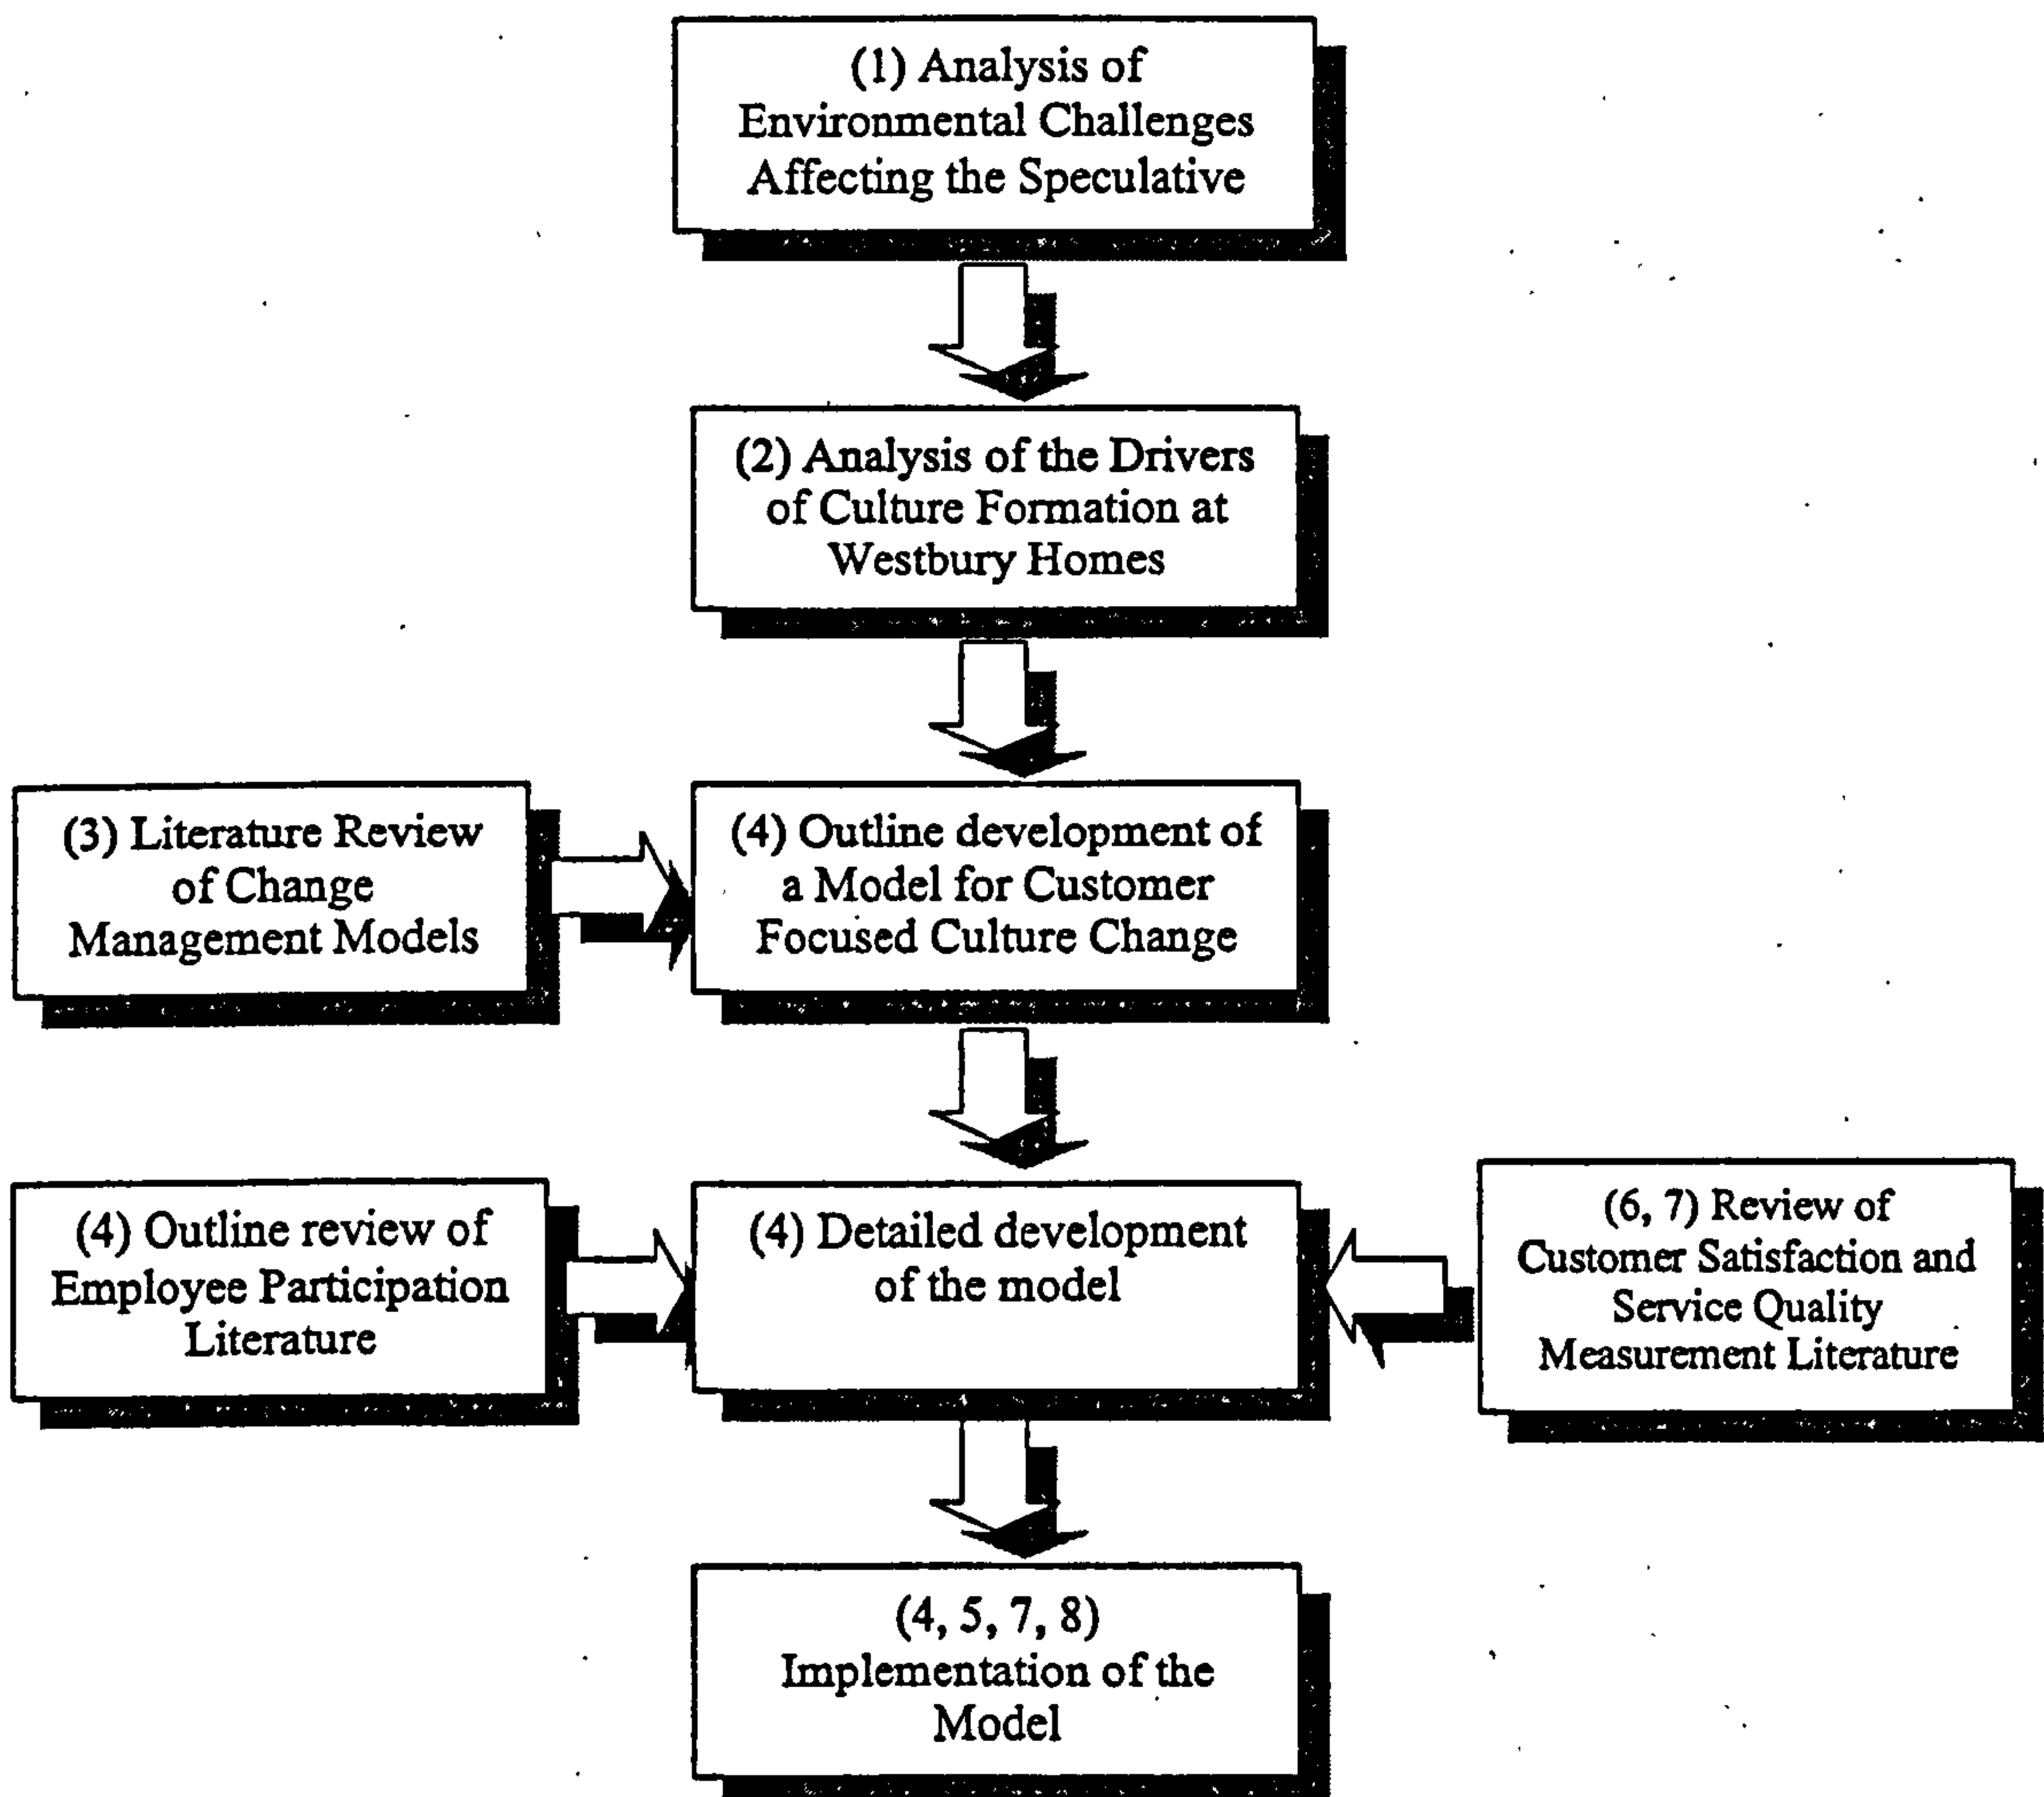 (1) Analysis of
Environmental Challenges
Affecting the Speculative
(2) Analysis of the Drivers
of Culture Formation at
Westbury Homes
(3) Literature Review
of Change
Management Models
(4) Outline development of
a Model for Customer
Focused Culture Change
(4) Outline review of
Employee Participation
Literature
(4) Detailed development
of the model
(6, 7) Review of
Customer Satisfaction and
Service Quality
Measurement Literature
(4, 5, 7, 8)
Implementation of the
Model